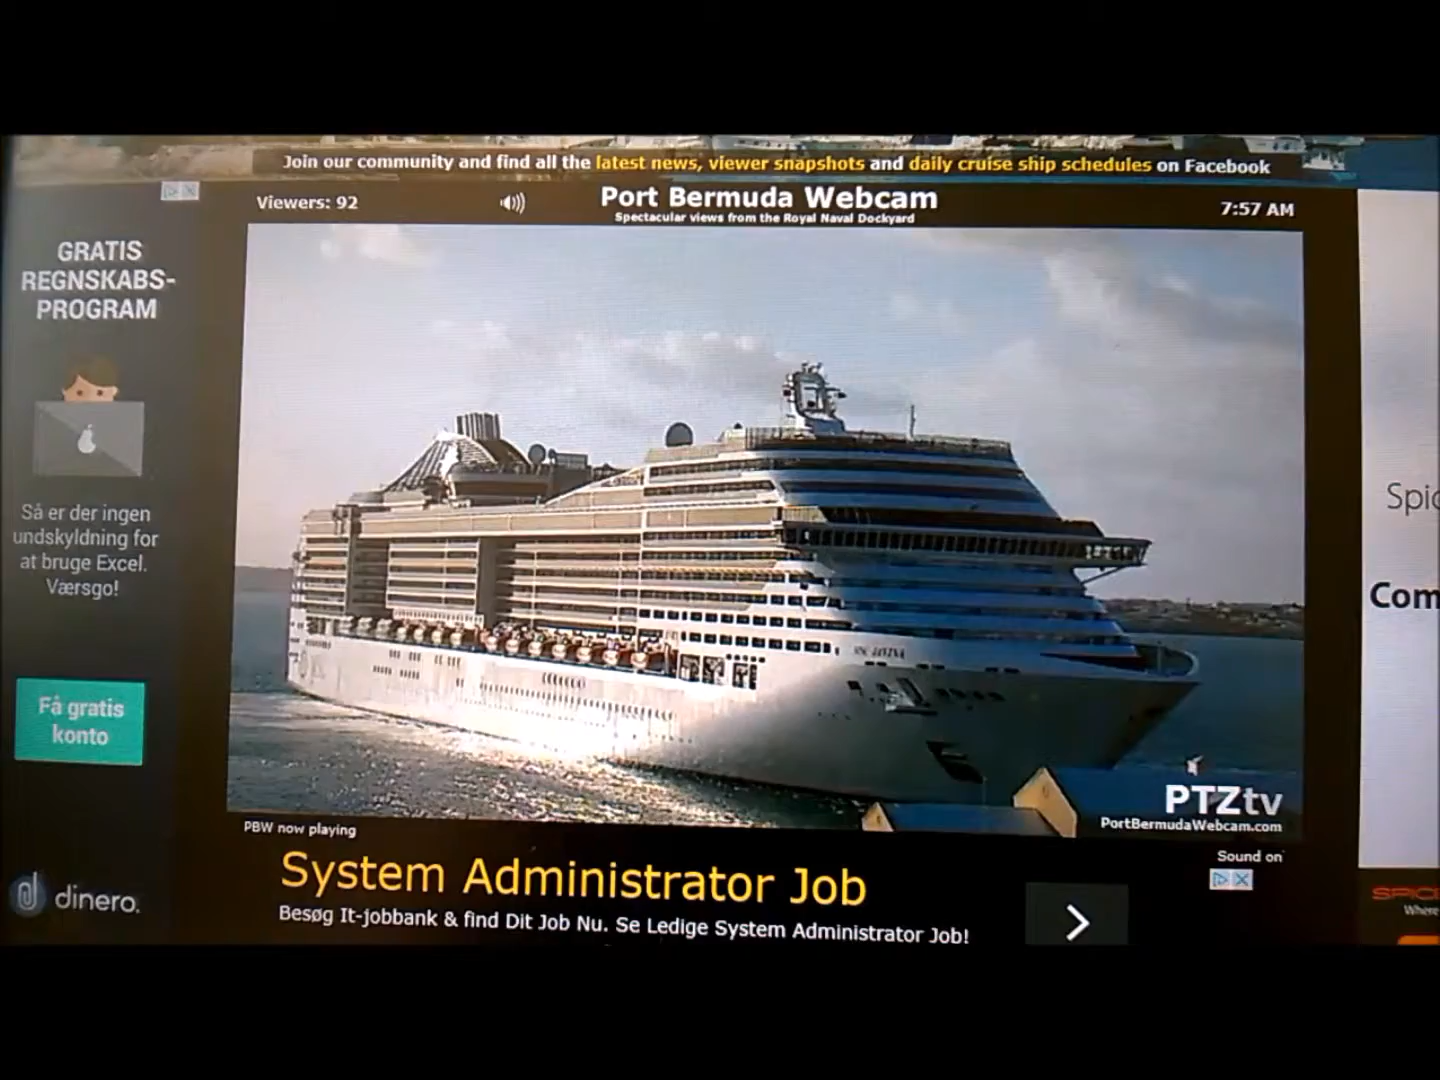 Join our community and find all the latest news, viewer snapshots and daily cruise ship schedules on Facebook
Viewers: 92
Port Bermuda Webcam
Spectacular views from the Royal Naval Dockyard
7:57 AM
GRATIS
REGNSKABS-
PROGRAM
Så er der ingen
undskyldning for
at bruge Excel.
Værsgo!
Få gratis
konto
dinero.
PTZtv
PortBermudaWebcam.com
PBW now playing
Sound on
System Administrator Job
Besøg It-jobbank & find Dit Job Nu. Se Ledige System Administrator Job!
Spic
Com
SPIC
Where